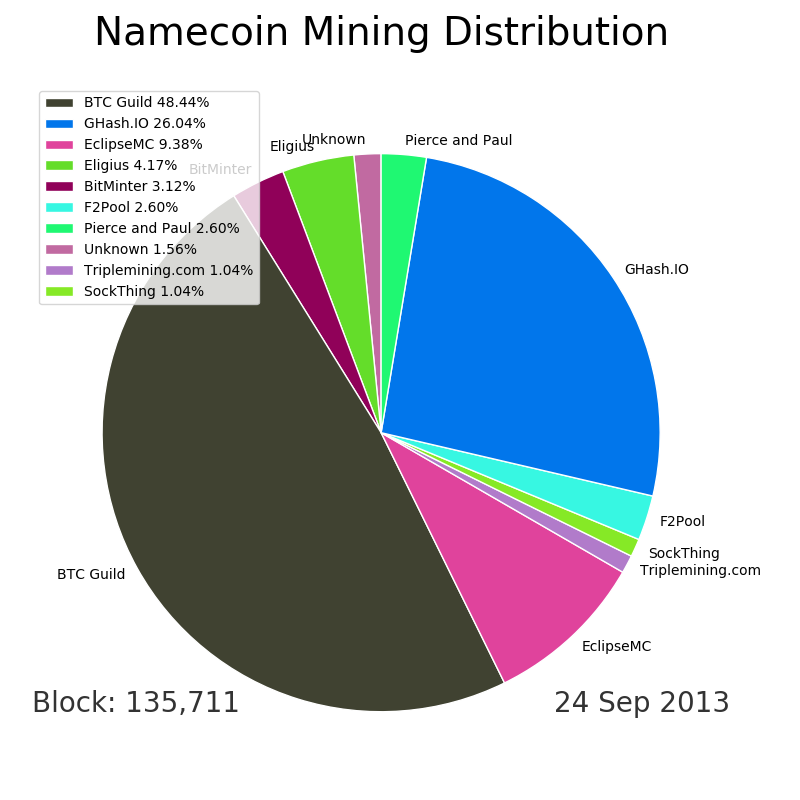 Namecoin Mining Distribution
BTC Guild 48.44%
GHash.IO 26.04%
EclipseMC 9.38%
Eligius 4.17%
BitMinter 3.12%
F2Pool 2.60%
Pierce and Paul 2.60%
Unknown 1.56%
Triplemining.com 1.04%
SockThing 1.04%
BitMinter
Eligius
Unknown
Pierce and Paul
GHash.IO
F2Pool
SockThing
Triplemining.com
EclipseMC
BTC Guild
Block: 135,711
24 Sep 2013